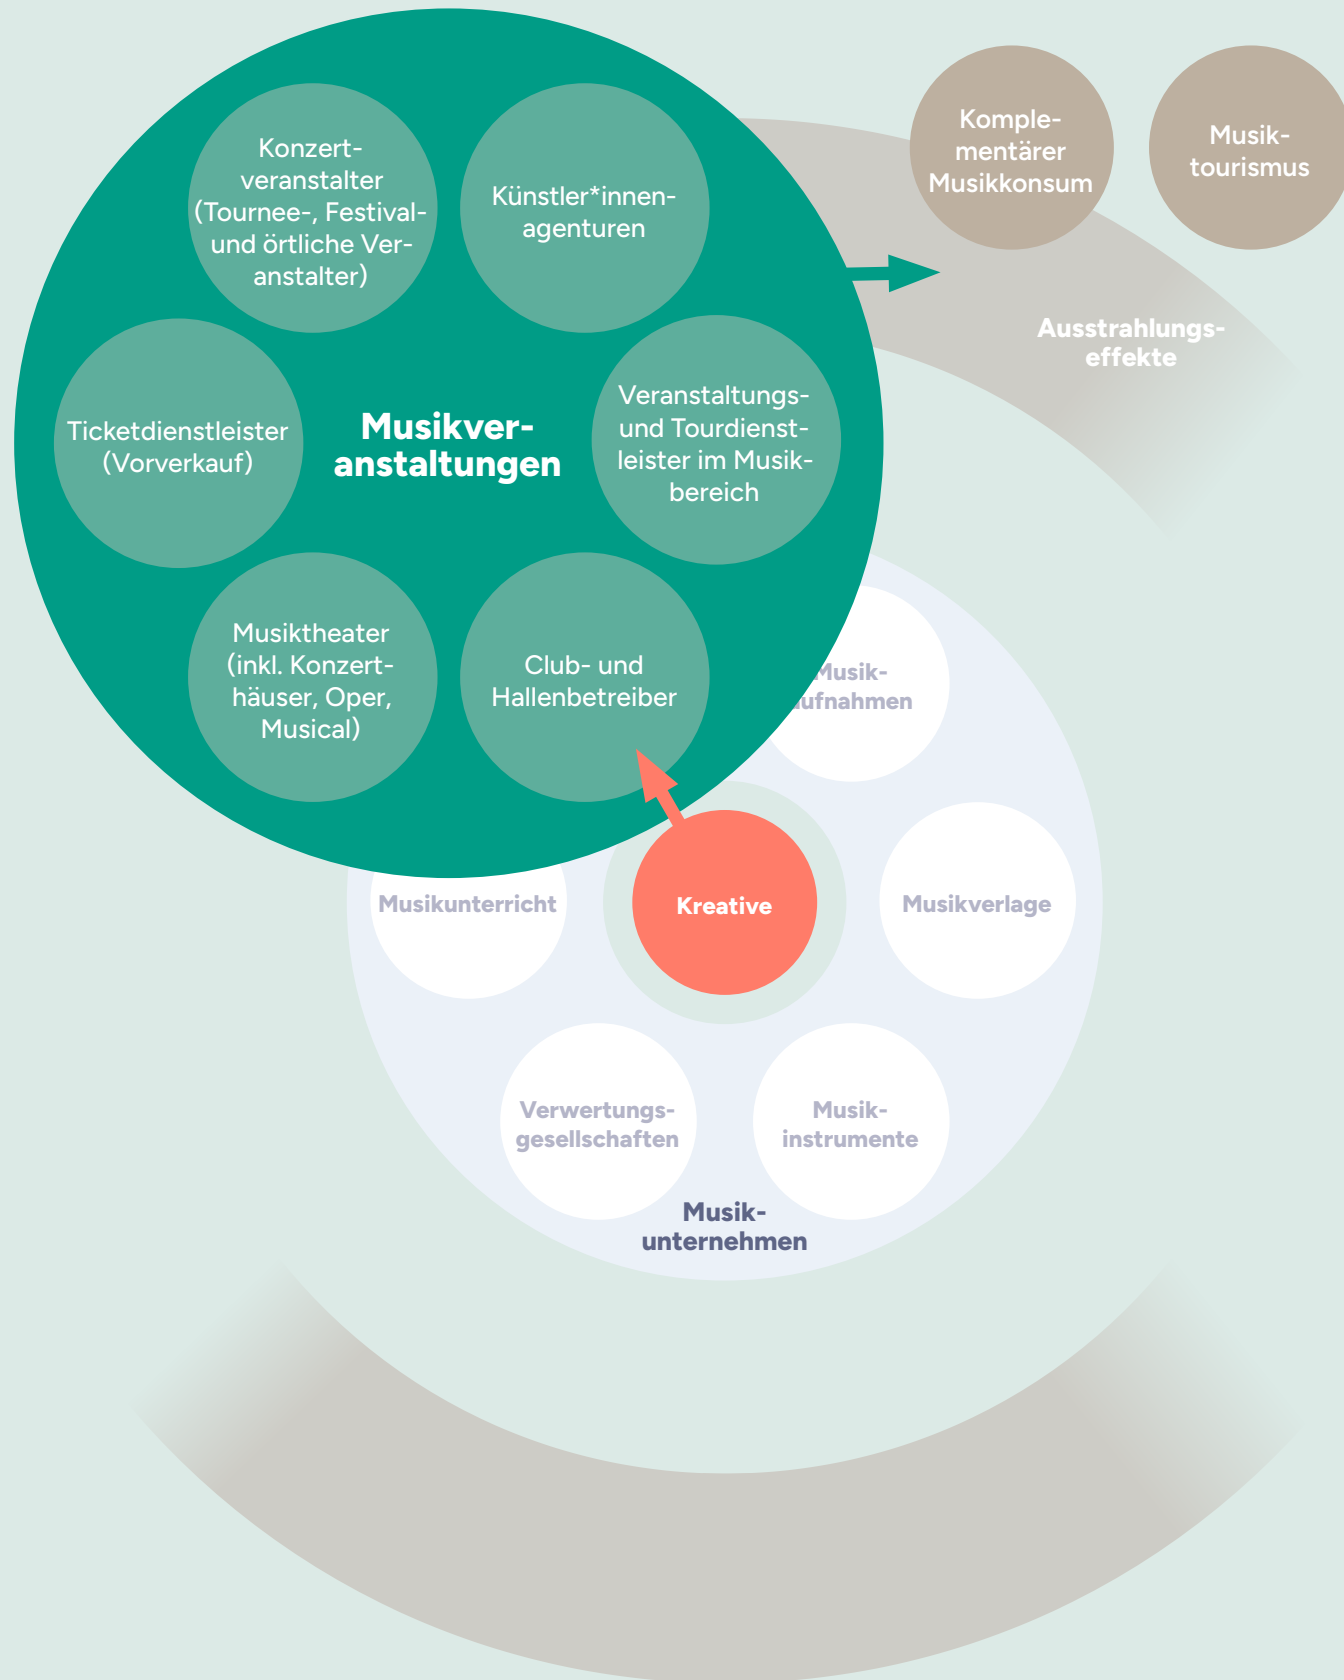 Konzert-
veranstalter
(Tournee-, Festival-
und örtliche Ver-
anstalter)
Künstler*innen-
agenturen
Komple-
mentärer
Musikkonsum
Musik-
tourismus
Ausstrahlungs-
effekte
Ticketdienstleister
(Vorverkauf)
Musikver-
anstaltungen
Veranstaltungs-
und Tourdienst-
leister im Musik-
bereich
Musiktheater
(inkl. Konzert-
häuser, Oper,
Musical)
Club- und
Hallenbetreiber
Musik-
ufnahmen
Musikunterricht
Kreative
Musikverlage
Verwertungs-
gesellschaften
Musik-
instrumente
Musik-
unternehmen